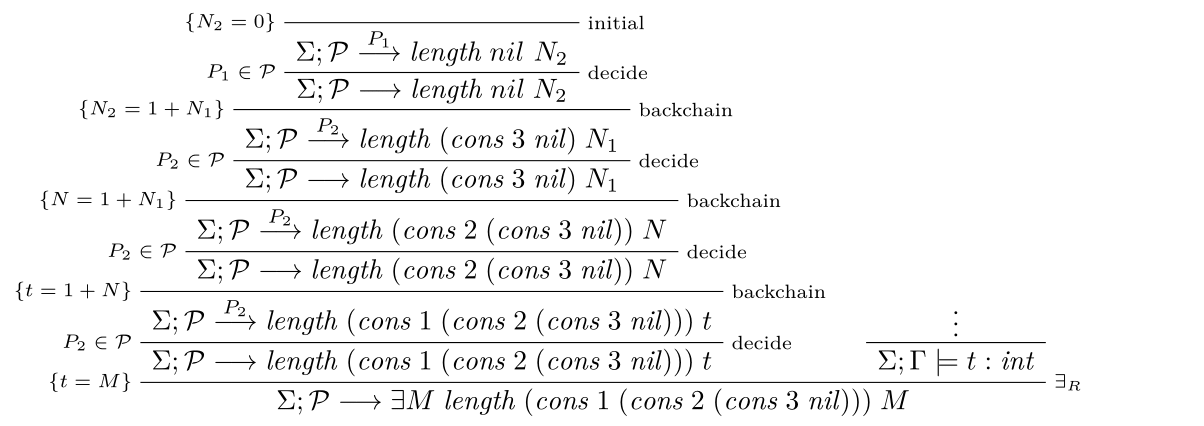 {N₂ = 0} initial
Σ; 𝒫 —P₁→ length nil N₂
P₁ ∈ 𝒫 decide
Σ; 𝒫 ⟶ length nil N₂
{N₂ = 1 + N₁} backchain
Σ; 𝒫 —P₂→ length (cons 3 nil) N₁
P₂ ∈ 𝒫 decide
Σ; 𝒫 ⟶ length (cons 3 nil) N₁
{N = 1 + N₁} backchain
Σ; 𝒫 —P₂→ length (cons 2 (cons 3 nil)) N
P₂ ∈ 𝒫 decide
Σ; 𝒫 ⟶ length (cons 2 (cons 3 nil)) N
{t = 1 + N} backchain
Σ; 𝒫 —P₂→ length (cons 1 (cons 2 (cons 3 nil))) t ⋮
P₂ ∈ 𝒫 decide
Σ; 𝒫 ⟶ length (cons 1 (cons 2 (cons 3 nil))) t Σ; Γ ⊨ t : int
{t = M} ∃R
Σ; 𝒫 ⟶ ∃M length (cons 1 (cons 2 (cons 3 nil))) M